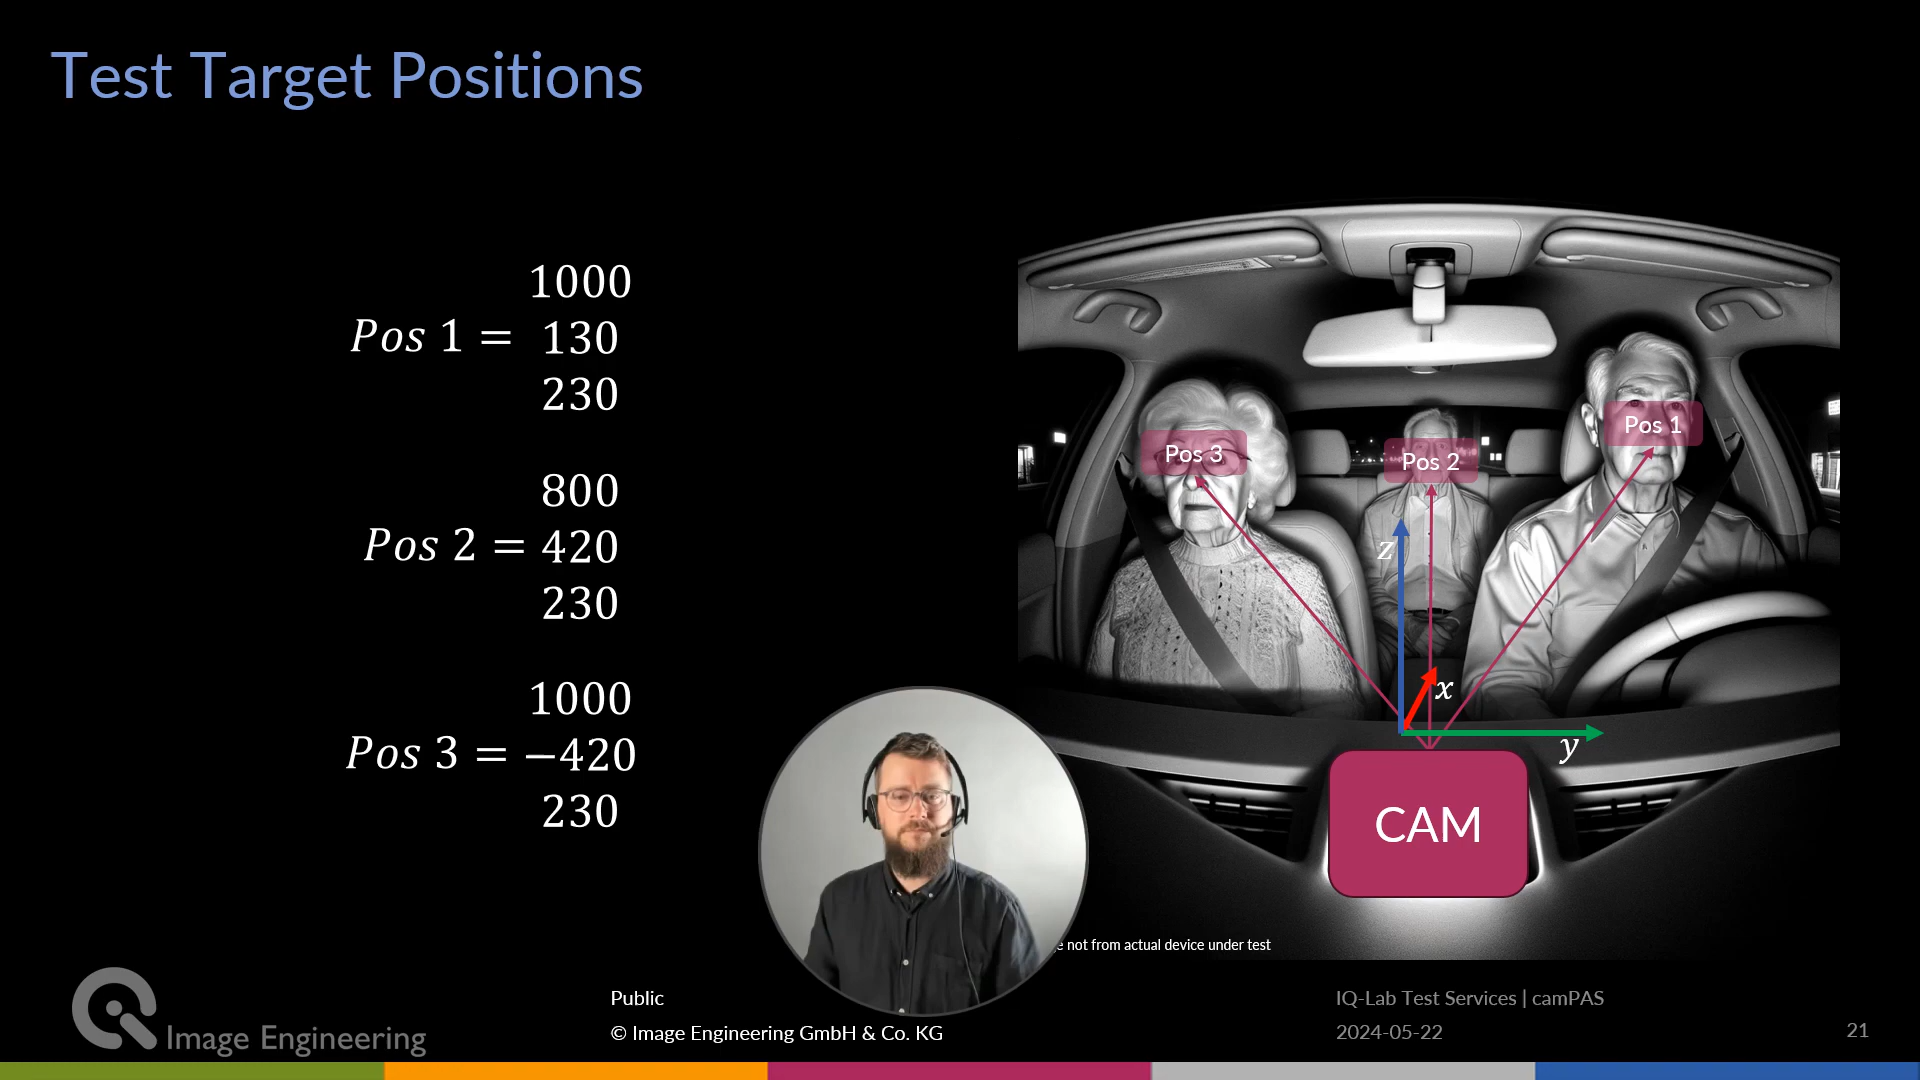 Test Target Positions
1000
Pos 1 = 130
230
800
Pos 2 = 420
230
1000
Pos 3 = −420
230
Pos 3
Pos 2
Pos 1
z
x
y
CAM
not from actual device under test
Image Engineering
Public
© Image Engineering GmbH & Co. KG
IQ-Lab Test Services | camPAS
2024-05-22
21